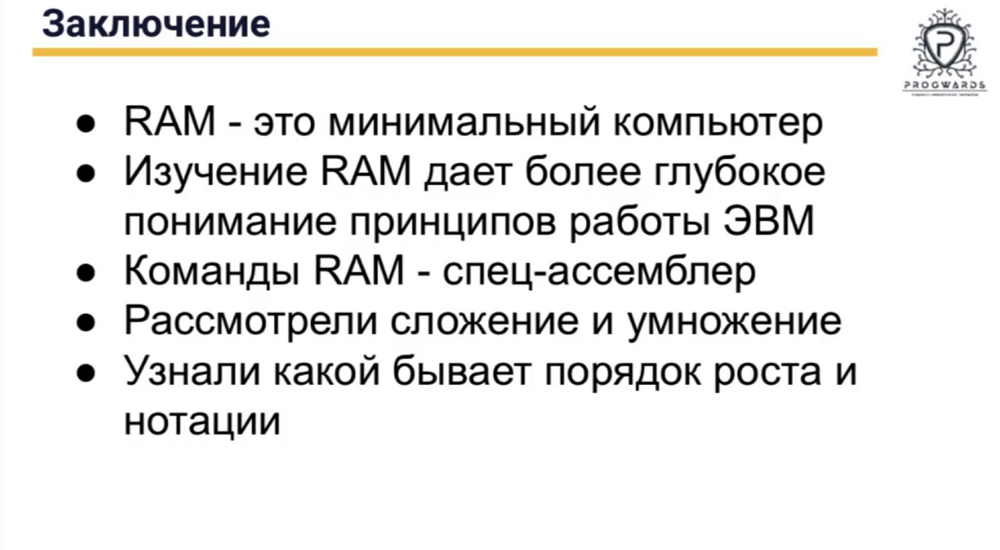 Заключение
PROGWARDS
● RAM - это минимальный компьютер
● Изучение RAM дает более глубокое
понимание принципов работы ЭВМ
● Команды RAM - спец-ассемблер
● Рассмотрели сложение и умножение
● Узнали какой бывает порядок роста и
нотации